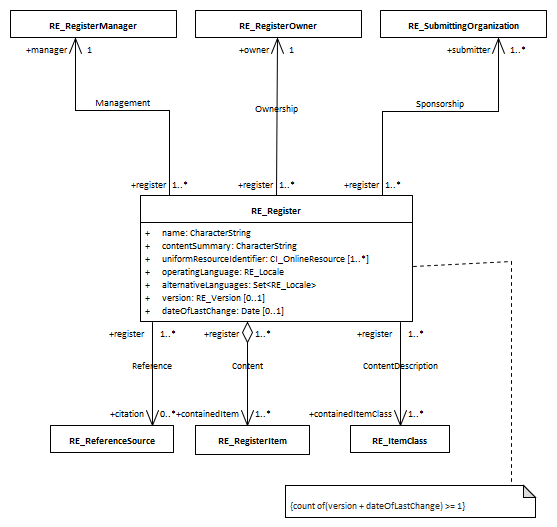 RE_RegisterManager
RE_RegisterOwner
RE_SubmittingOrganization
+manager 1
+owner 1
+submitter 1..*
Management
Ownership
Sponsorship
+register 1..*
+register 1..*
+register 1..*
RE_Register
+ name: CharacterString
+ contentSummary: CharacterString
+ uniformResourceIdentifier: CI_OnlineResource [1..*]
+ operatingLanguage: RE_Locale
+ alternativeLanguages: Set<RE_Locale>
+ version: RE_Version [0..1]
+ dateOfLastChange: Date [0..1]
+register 1..*
+register 1..*
+register 1..*
Reference
Content
ContentDescription
+citation 0..*
+containedItem 1..*
+containedItemClass 1..*
RE_ReferenceSource
RE_RegisterItem
RE_ItemClass
{count of(version + dateOfLastChange) >= 1}